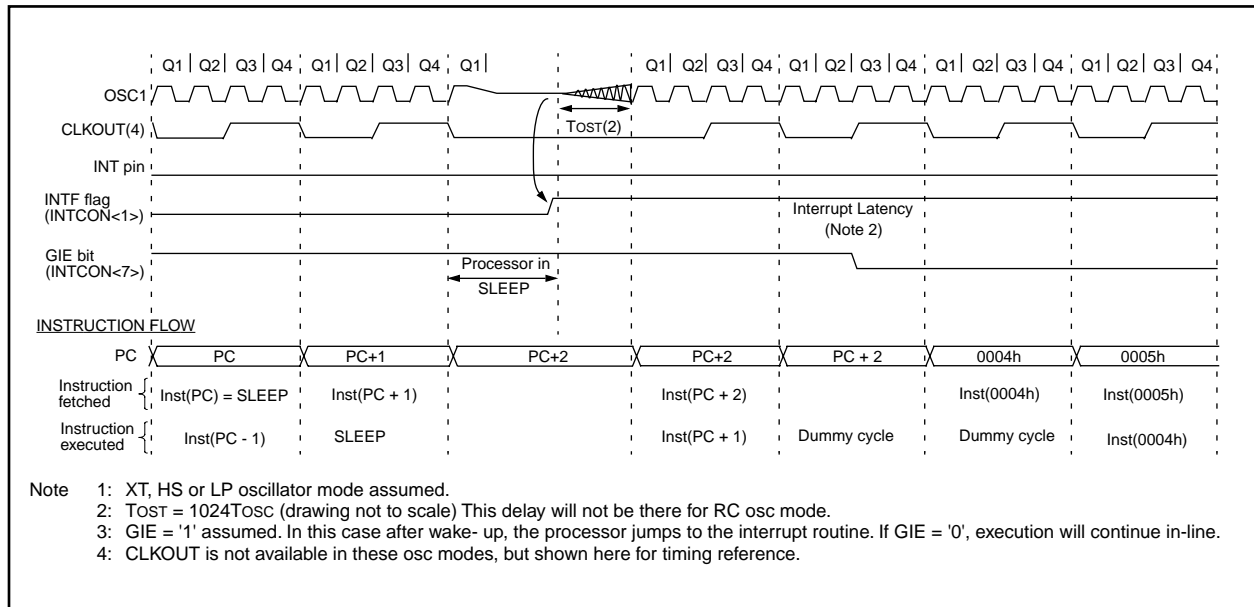 Q1 Q2 Q3 Q4 Q1 Q2 Q3 Q4 Q1 Q1 Q2 Q3 Q4 Q1 Q2 Q3 Q4 Q1 Q2 Q3 Q4 Q1 Q2 Q3 Q4
OSC1
TOST(2)
CLKOUT(4)
INT pin
INTF flag
(INTCON<1>)
Interrupt Latency
(Note 2)
GIE bit
(INTCON<7>)
Processor in
SLEEP
INSTRUCTION FLOW
PC PC PC+1 PC+2 PC+2 PC + 2 0004h 0005h
Instruction
fetched
Inst(PC) = SLEEP Inst(PC + 1) Inst(PC + 2) Inst(0004h) Inst(0005h)
Instruction
executed
Inst(PC - 1) SLEEP Inst(PC + 1) Dummy cycle Dummy cycle Inst(0004h)
Note 1: XT, HS or LP oscillator mode assumed.
2: TOST = 1024TOSC (drawing not to scale) This delay will not be there for RC osc mode.
3: GIE = '1' assumed. In this case after wake- up, the processor jumps to the interrupt routine. If GIE = '0', execution will continue in-line.
4: CLKOUT is not available in these osc modes, but shown here for timing reference.